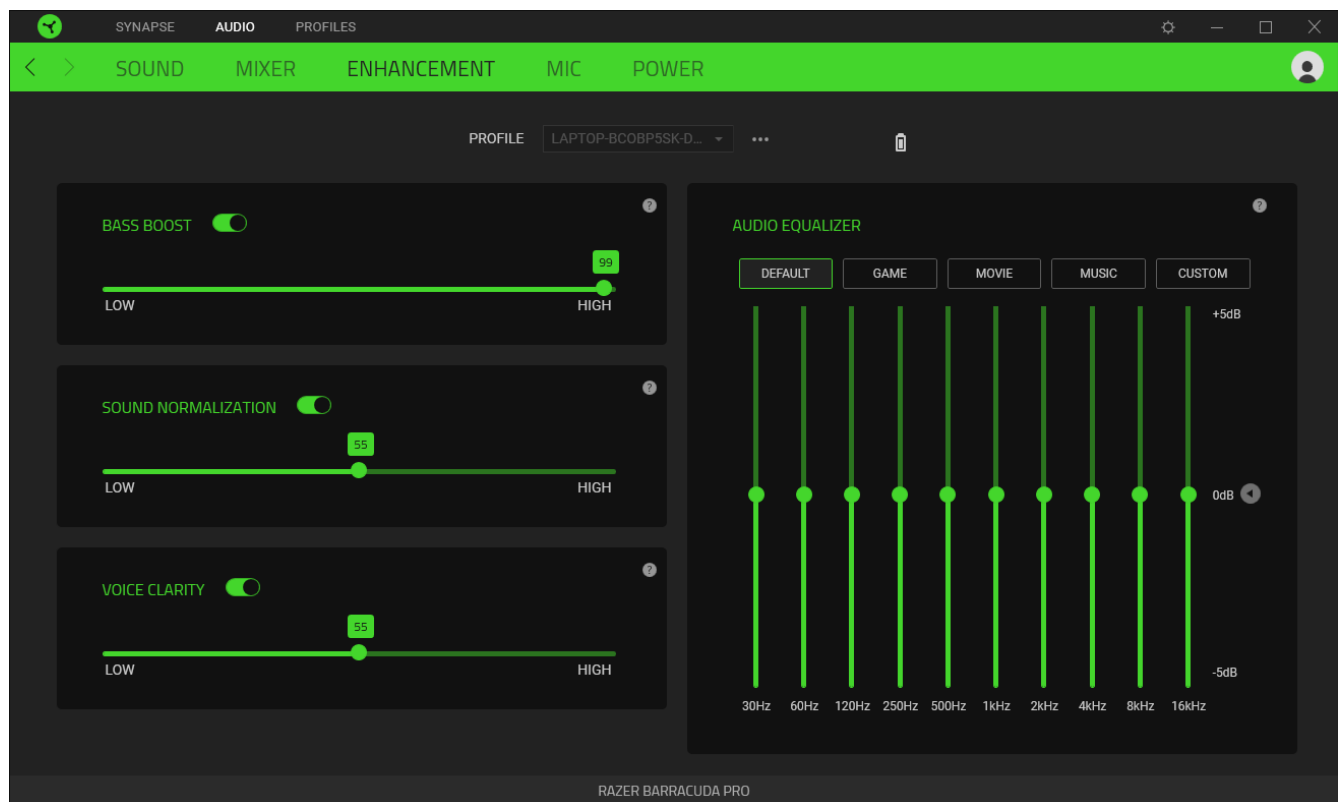 SYNAPSE AUDIO PROFILES
SOUND MIXER ENHANCEMENT MIC POWER
PROFILE LAPTOP-BCOBP5SK-D...
BASS BOOST
99
LOW HIGH
SOUND NORMALIZATION
55
LOW HIGH
VOICE CLARITY
55
LOW HIGH
AUDIO EQUALIZER
DEFAULT GAME MOVIE MUSIC CUSTOM
+5dB
0dB
-5dB
30Hz 60Hz 120Hz 250Hz 500Hz 1kHz 2kHz 4kHz 8kHz 16kHz
RAZER BARRACUDA PRO